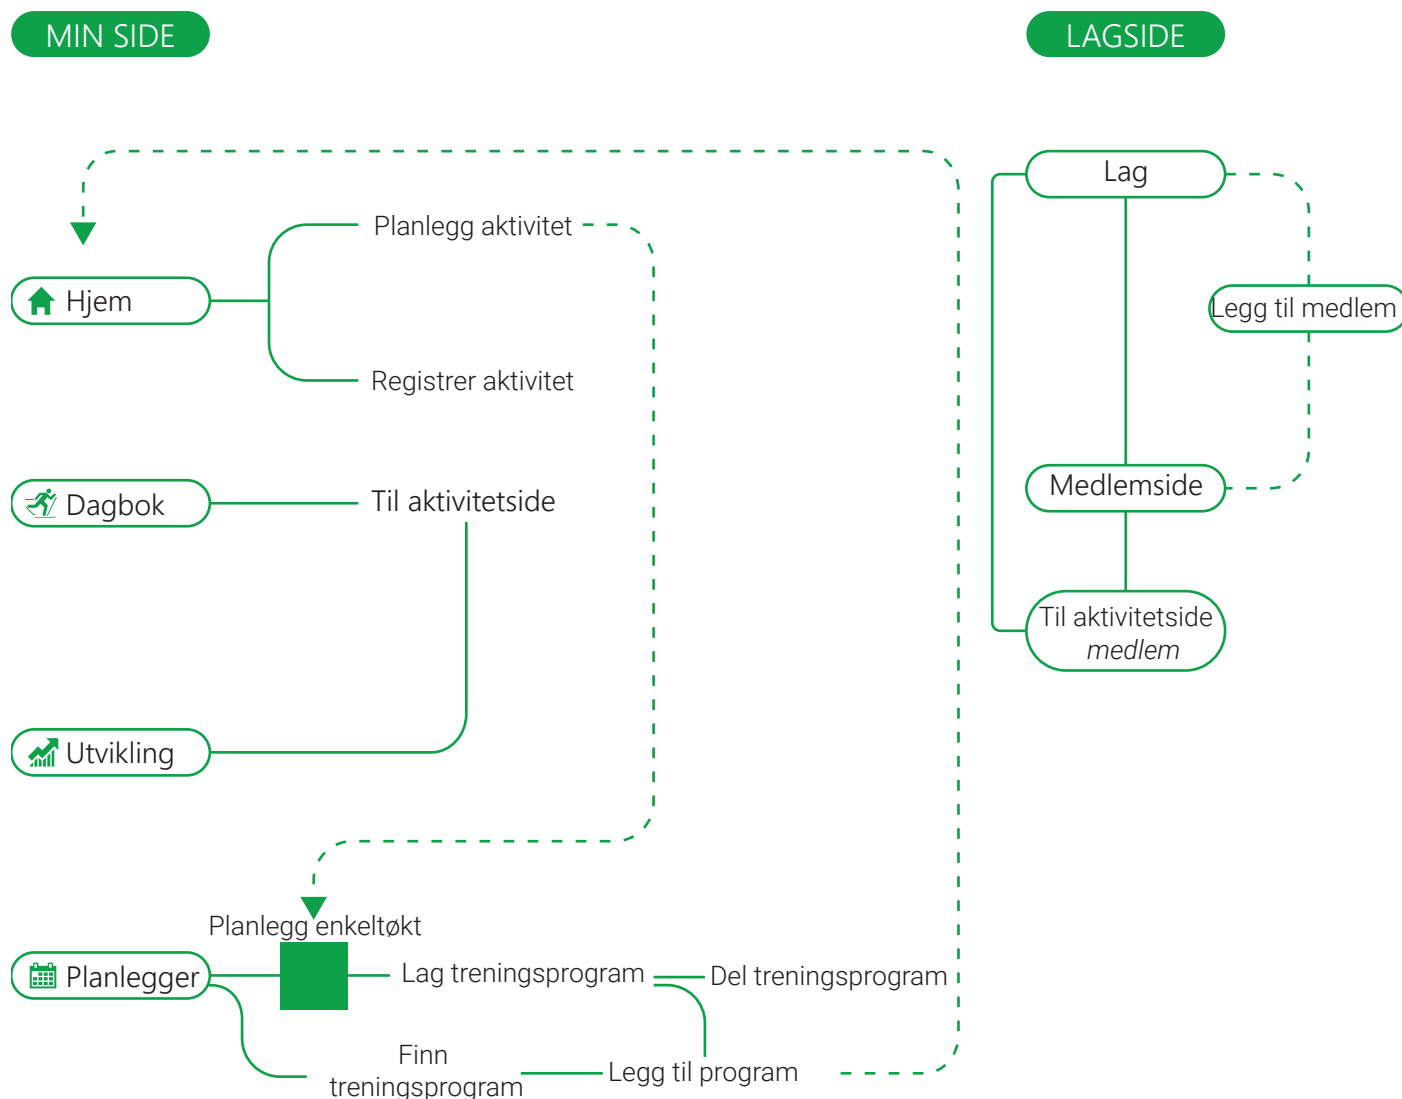 MIN SIDE
LAGSIDE
Lag
Planlegg aktivitet
Hjem
Legg til medlem
Registrer aktivitet
Medlemside
Dagbok
Til aktivitetside
Til aktivitetside
medlem
Utvikling
Planlegg enkeltøkt
Planlegger
Lag treningsprogram
Del treningsprogram
Finn
treningsprogram
Legg til program